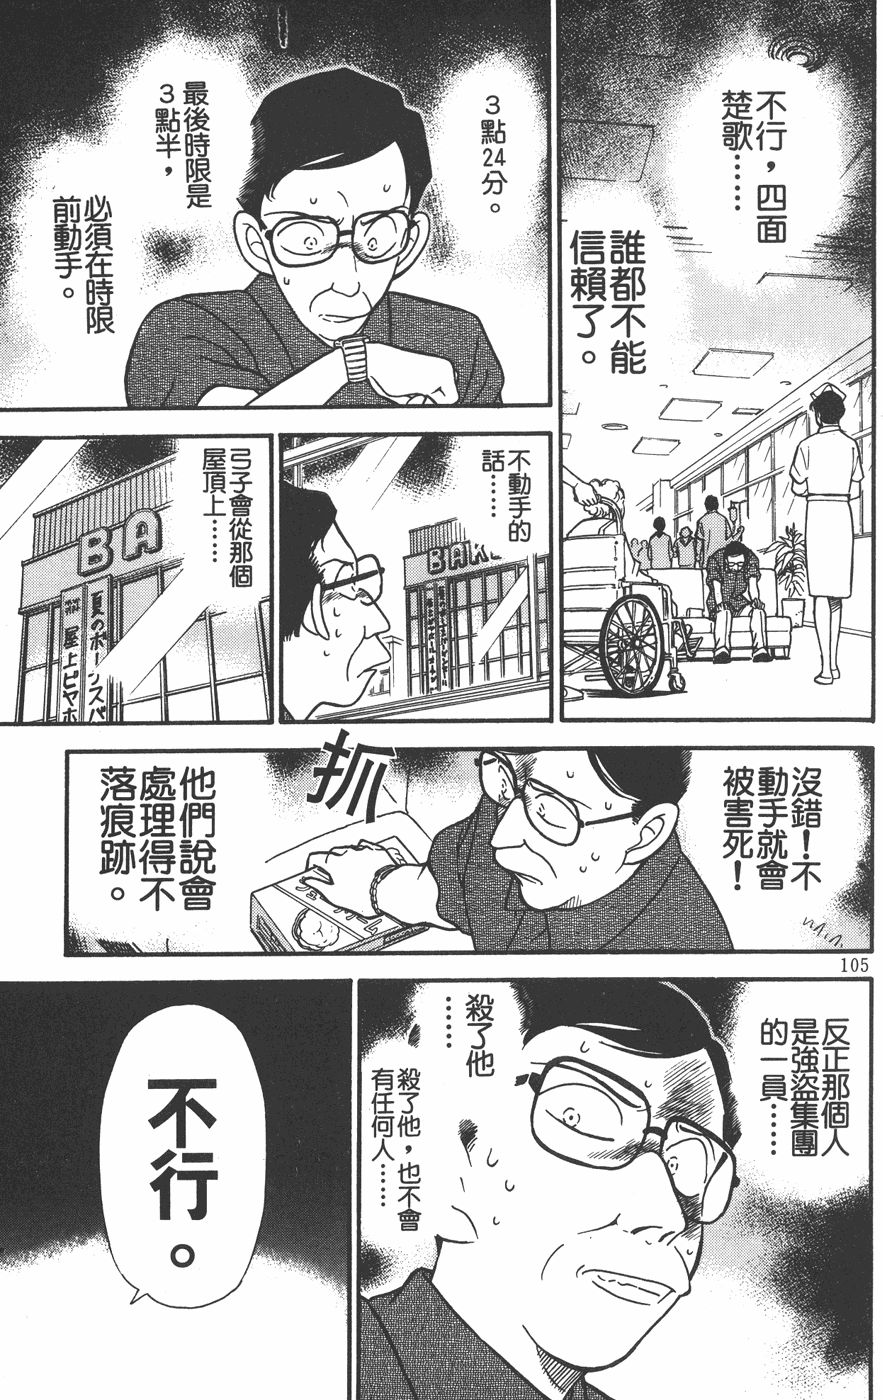 不行，四面
楚歌……
誰都不能
信賴了。
3點24分。
最後時限是
3點半，
必須在時限
前動手。
不動手的
話……
BAK
弓子會從那個
屋頂上……
BA
夏のボーンスパ
屋上ビヤホ
沒錯！不
動手就會
被害死！
抓
他們說會
處理得不
落痕跡。
105
反正那個人
是強盜集團
的一員……
殺了他
……
殺了他，也不會
有任何人……
不行。